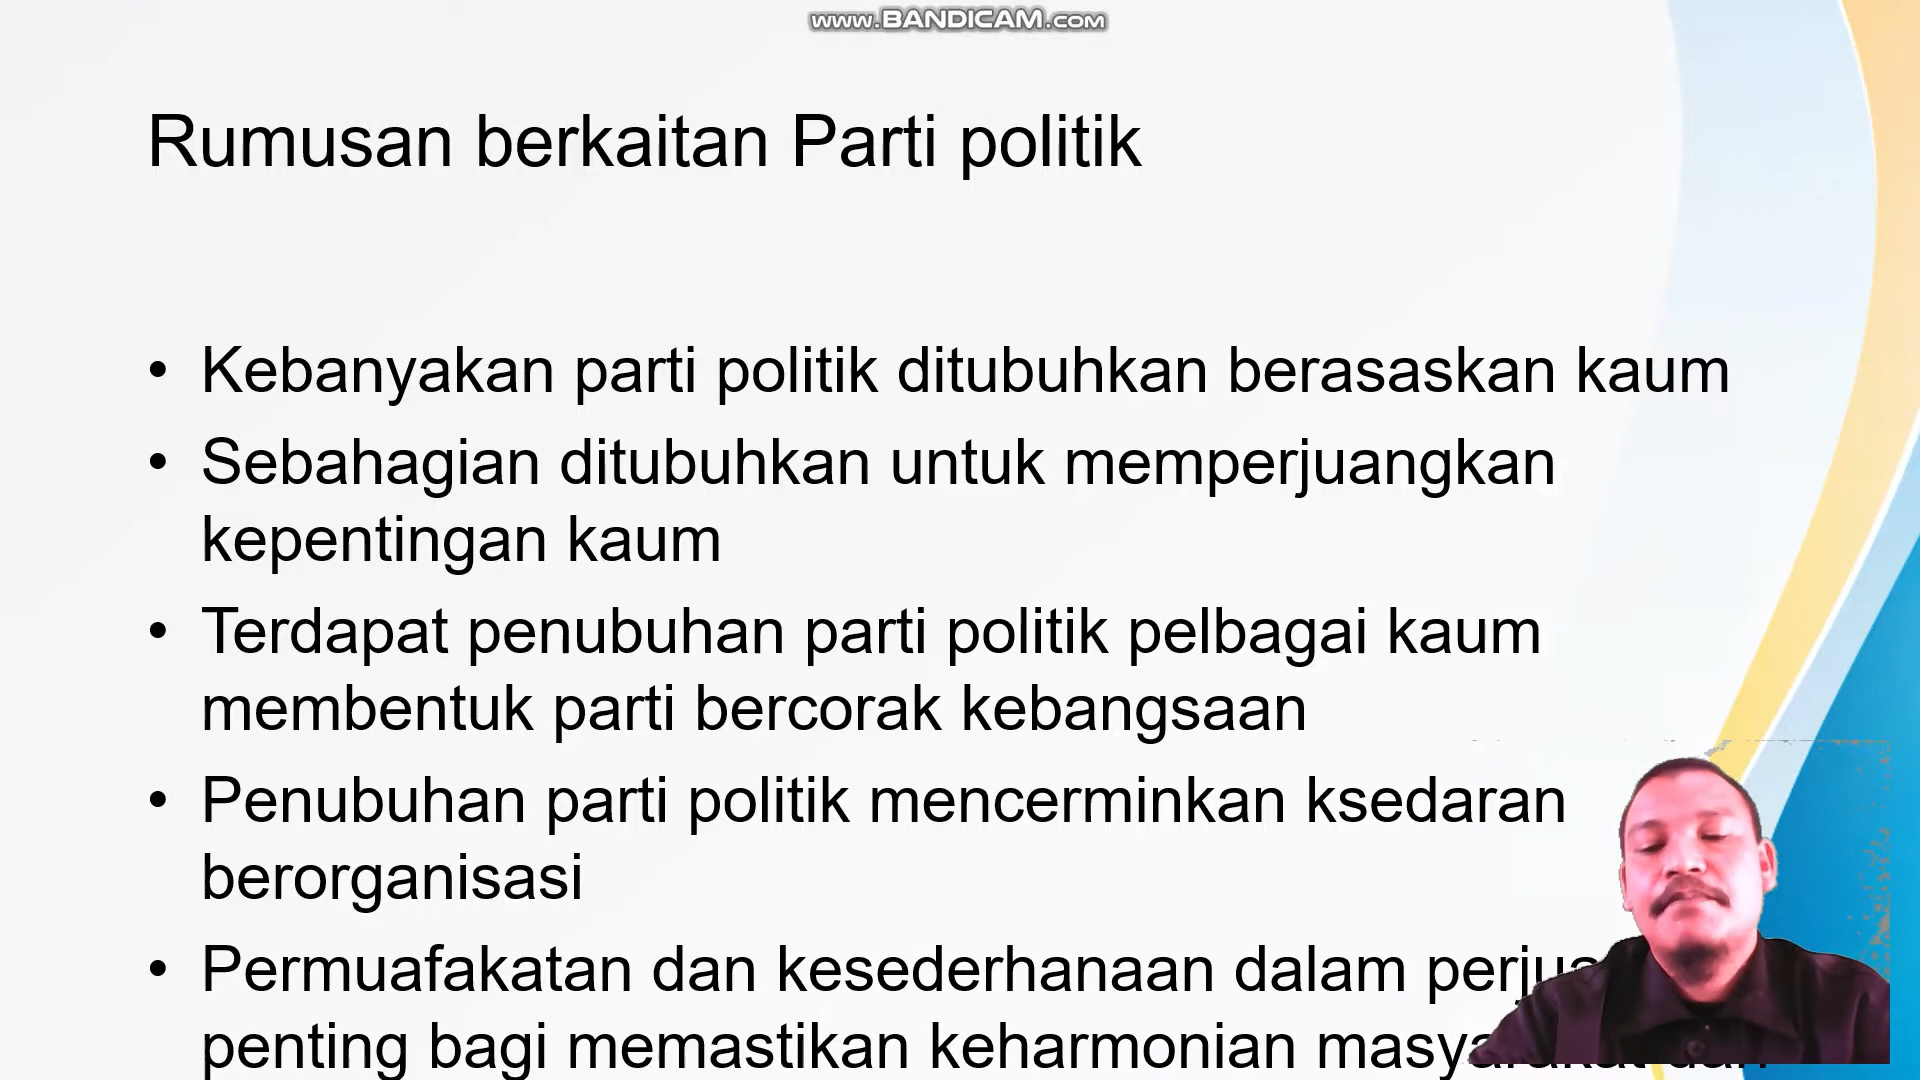 www.BANDICAM.com
Rumusan berkaitan Parti politik
• Kebanyakan parti politik ditubuhkan berasaskan kaum
• Sebahagian ditubuhkan untuk memperjuangkan
kepentingan kaum
• Terdapat penubuhan parti politik pelbagai kaum
membentuk parti bercorak kebangsaan
• Penubuhan parti politik mencerminkan ksedaran
berorganisasi
• Permuafakatan dan kesederhanaan dalam
penting bagi memastikan keharmonian